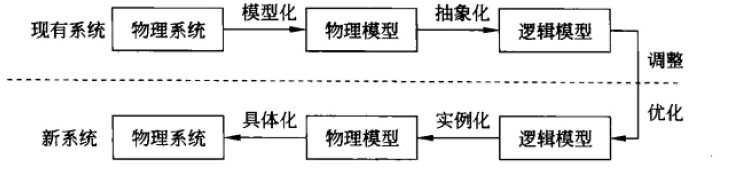 模型化 抽象化
现有系统 物理系统 物理模型 逻辑模型
调整
优化
具体化 实例化
新系统 物理系统 物理模型 逻辑模型